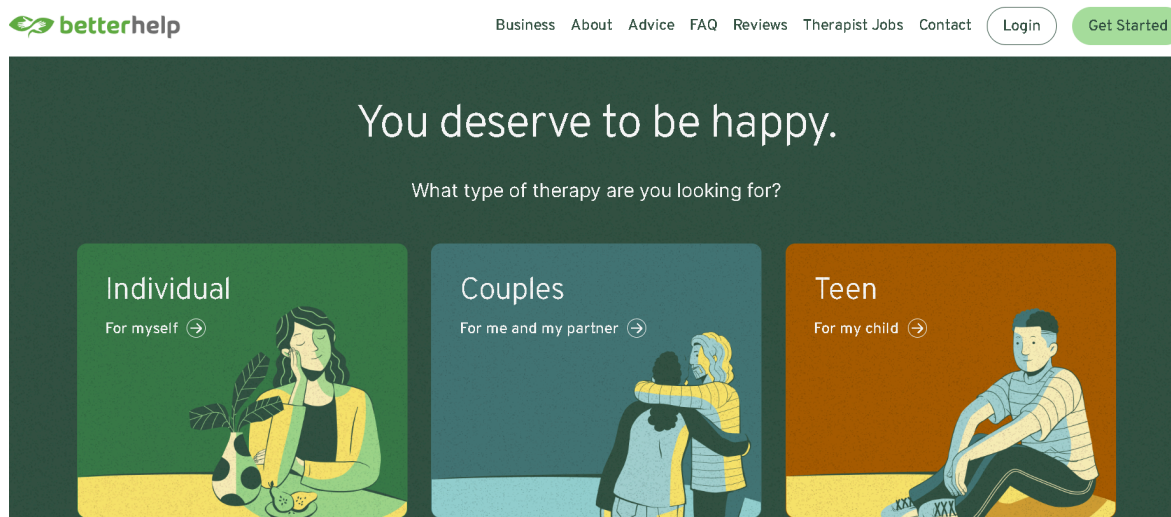 betterhelp
Business About Advice FAQ Reviews Therapist Jobs Contact Login Get Started
You deserve to be happy.
What type of therapy are you looking for?
Individual
For myself
Couples
For me and my partner
Teen
For my child